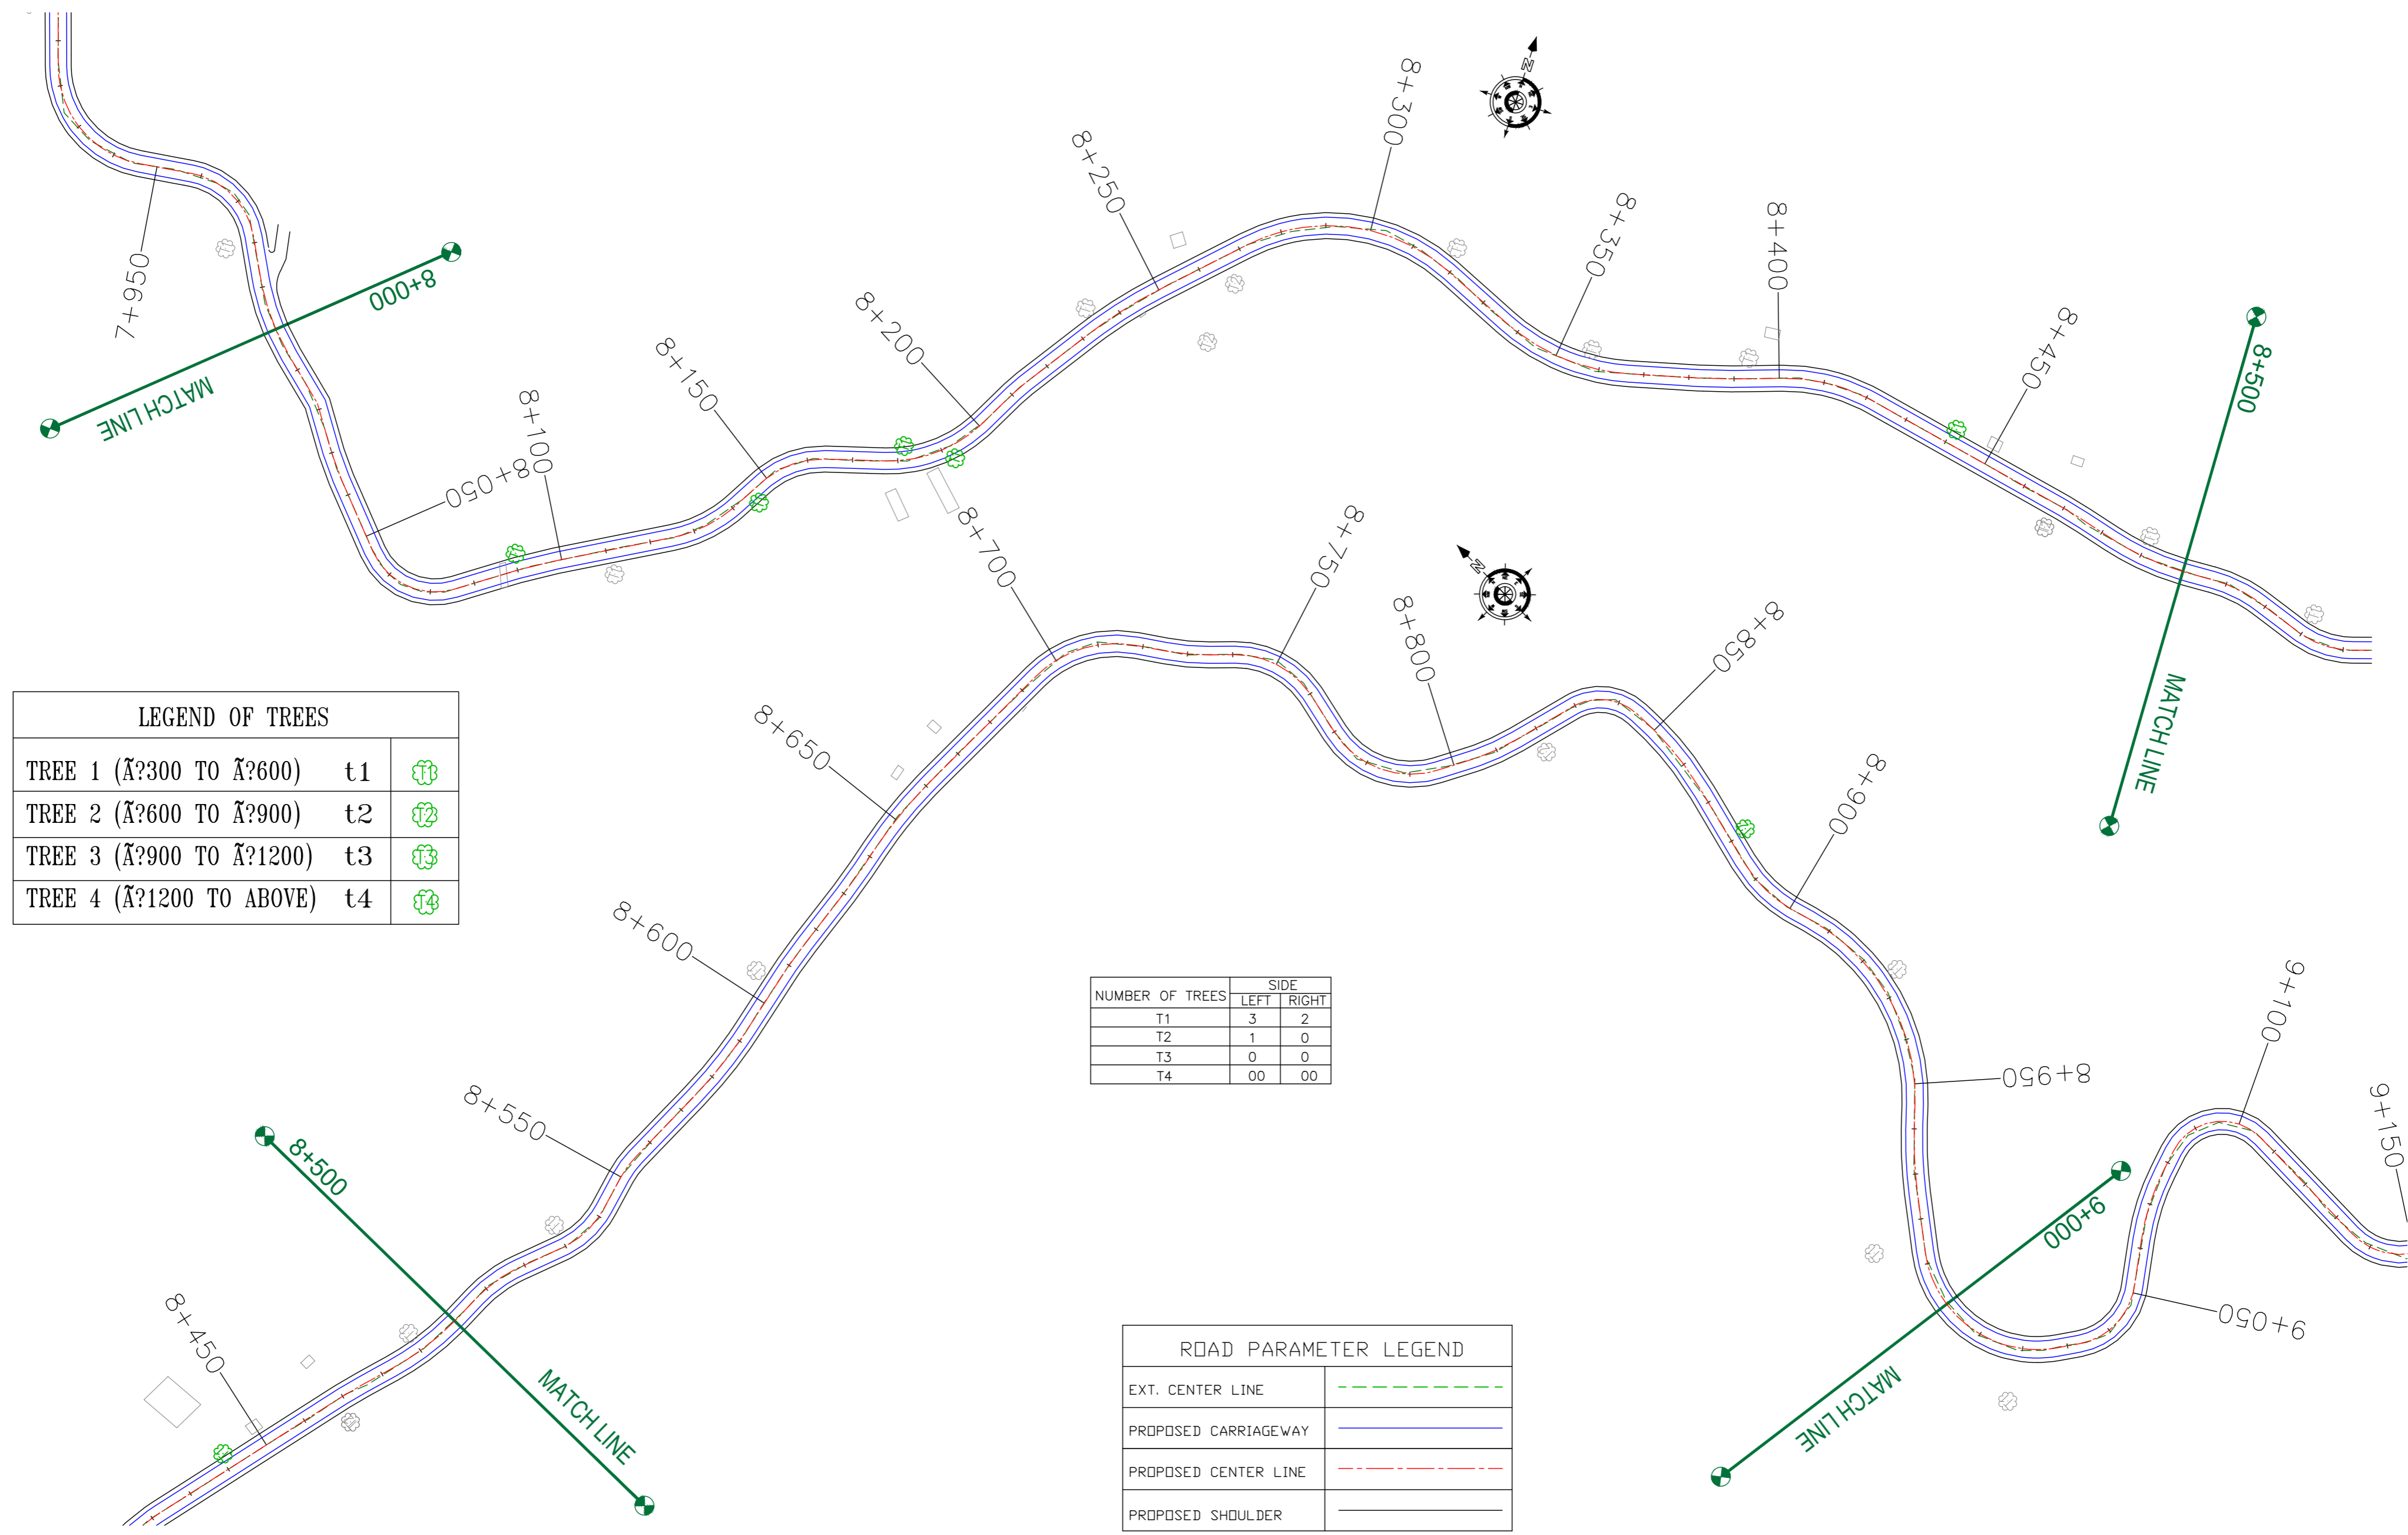 8+300
N
8+250
8+350
8+400
7+950
8+000
8+200
8+450
8+500
8+150
MATCH LINE
8+100
8+050
8+700
8+750
N
8+800
8+850
MATCH LINE
LEGEND OF TREES
TREE 1 (Ã?300 TO Ã?600) t1 T1
TREE 2 (Ã?600 TO Ã?900) t2 T2
TREE 3 (Ã?900 TO Ã?1200) t3 T3
TREE 4 (Ã?1200 TO ABOVE) t4 T4
8+650
8+900
8+600
NUMBER OF TREES SIDE
LEFT RIGHT
T1 3 2
T2 1 0
T3 0 0
T4 00 00
9+100
8+950
8+550
9+150
8+500
9+000
9+050
8+450
MATCH LINE
MATCH LINE
ROAD PARAMETER LEGEND
EXT. CENTER LINE
PROPOSED CARRIAGEWAY
PROPOSED CENTER LINE
PROPOSED SHOULDER